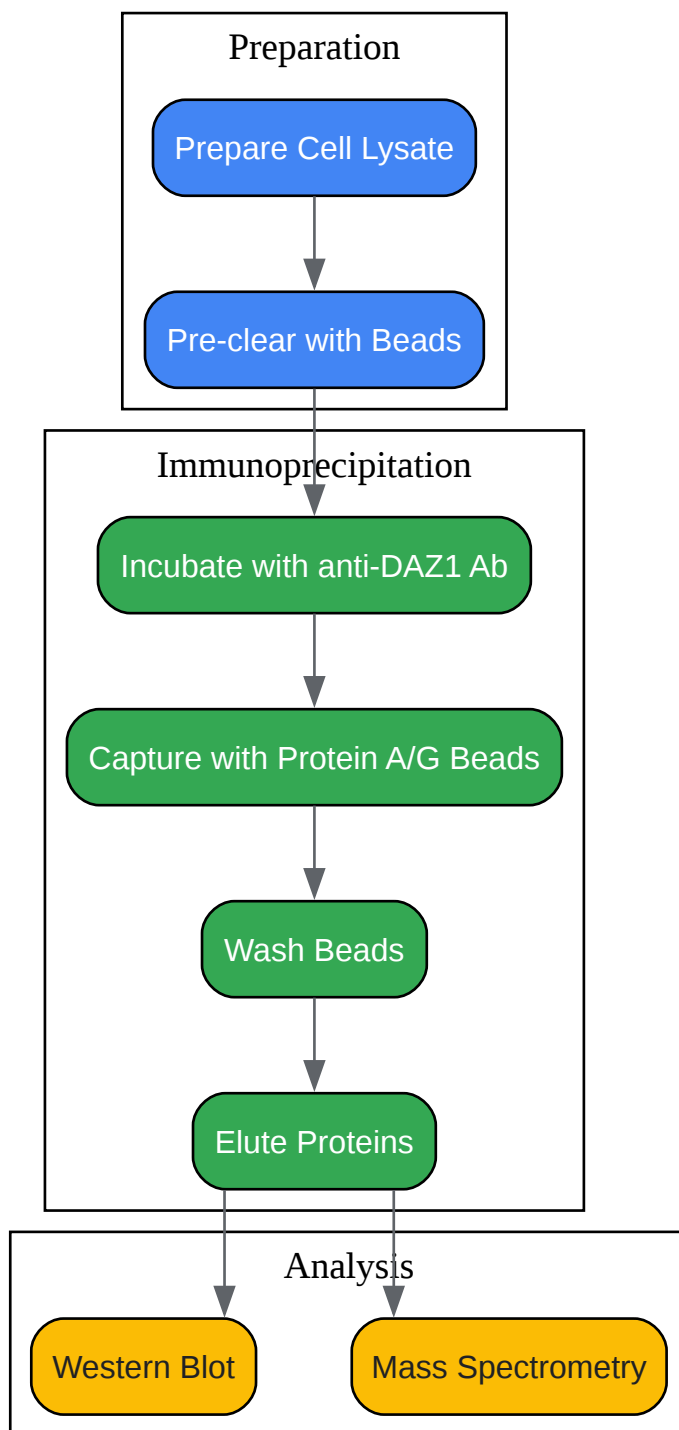 Preparation
Prepare Cell Lysate
Pre-clear with Beads
Immunoprecipitation
Incubate with anti-DAZ1 Ab
Capture with Protein A/G Beads
Wash Beads
Elute Proteins
Analysis
Western Blot
Mass Spectrometry